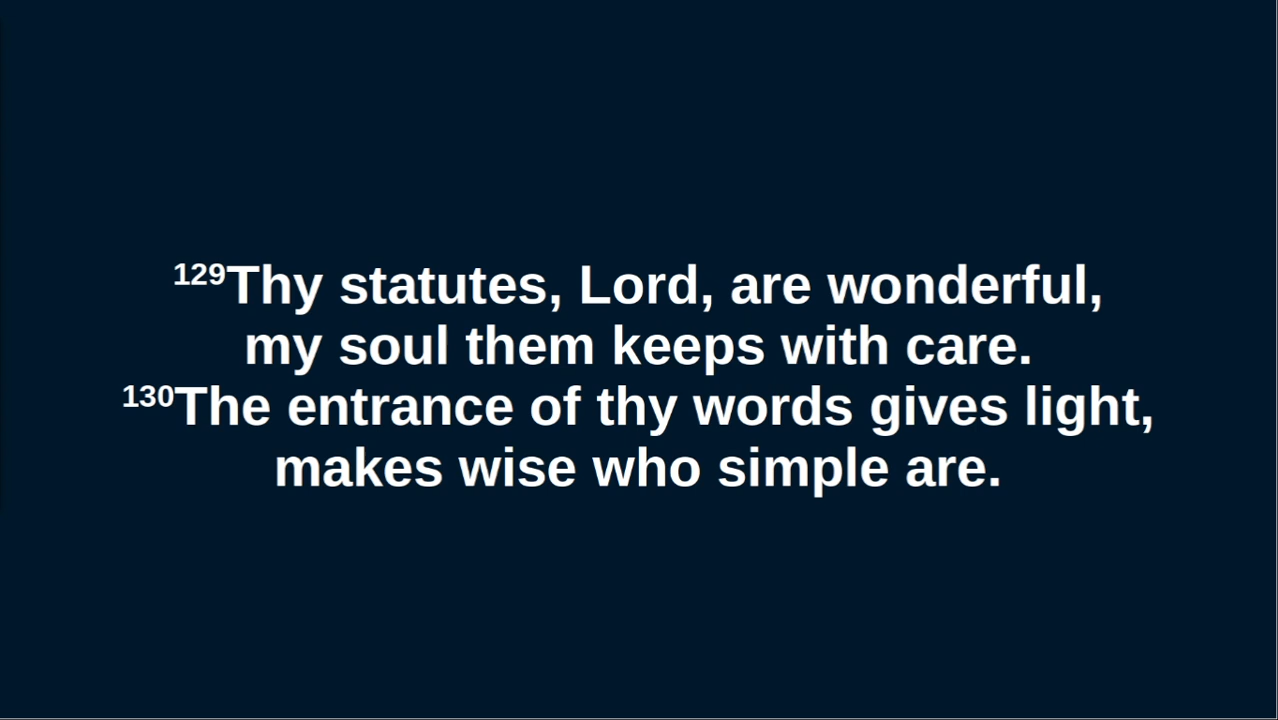 129Thy statutes, Lord, are wonderful,
my soul them keeps with care.
130The entrance of thy words gives light,
makes wise who simple are.